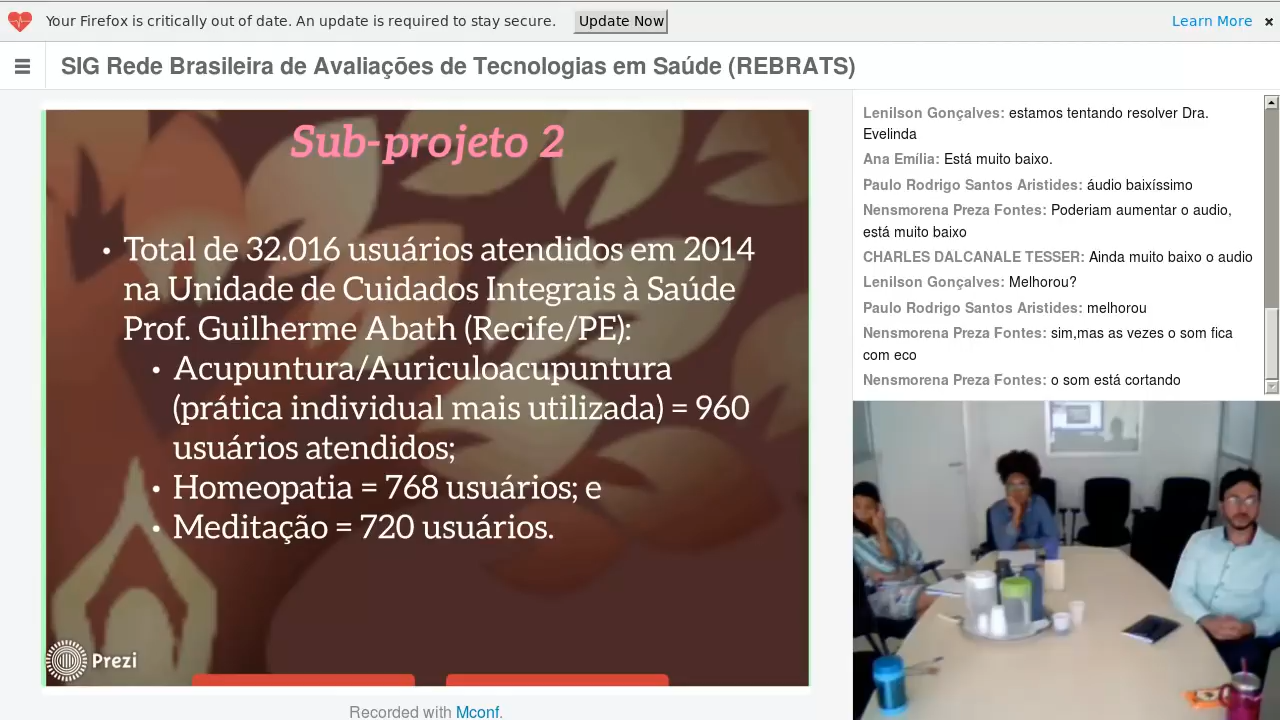 Your Firefox is critically out of date. An update is required to stay secure.
Update Now
Learn More
SIG Rede Brasileira de Avaliações de Tecnologias em Saúde (REBRATS)
Sub-projeto 2
• Total de 32.016 usuários atendidos em 2014
na Unidade de Cuidados Integrais à Saúde
Prof. Guilherme Abath (Recife/PE):
• Acupuntura/Auriculoacupuntura
(prática individual mais utilizada) = 960
usuários atendidos;
• Homeopatia = 768 usuários; e
• Meditação = 720 usuários.
Prezi
Recorded with Mconf.
Lenilson Gonçalves: estamos tentando resolver Dra.
Evelinda
Ana Emília: Está muito baixo.
Paulo Rodrigo Santos Aristides: áudio baixíssimo
Nensmorena Preza Fontes: Poderiam aumentar o audio,
está muito baixo
CHARLES DALCANALE TESSER: Ainda muito baixo o audio
Lenilson Gonçalves: Melhorou?
Paulo Rodrigo Santos Aristides: melhorou
Nensmorena Preza Fontes: sim,mas as vezes o som fica
com eco
Nensmorena Preza Fontes: o som está cortando